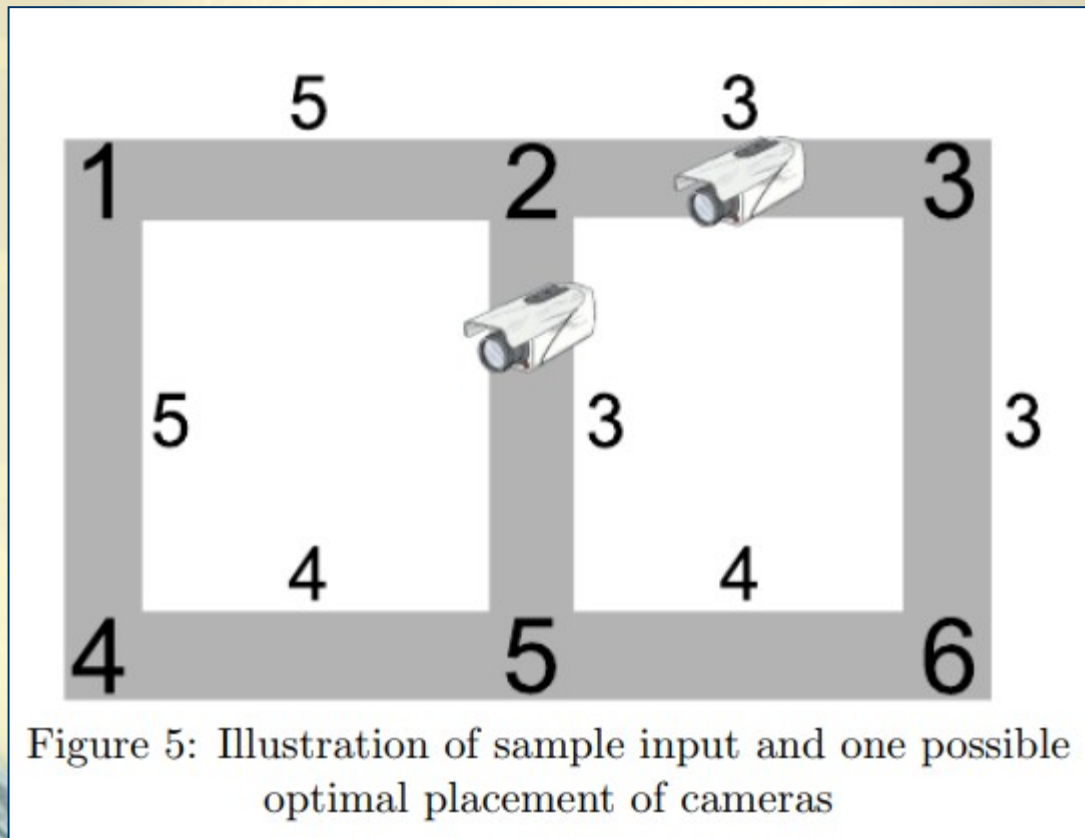 5 3
1 2 3
5 3 3
4 4
4 5 6
Figure 5: Illustration of sample input and one possible
optimal placement of cameras